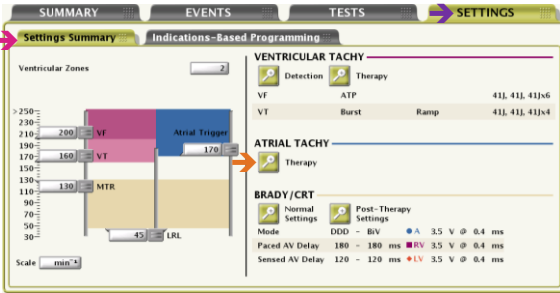 SUMMARY EVENTS TESTS SETTINGS
Settings Summary Indications-Based Programming
Ventricular Zones 2
>250-
230-
210-
190-
170-
150-
130-
110-
90-
70-
50-
30-
200 VF
160 VT
130 MTR
Atrial Trigger
170
45 LRL
Scale min⁻¹
VENTRICULAR TACHY
Detection Therapy
VF ATP 41J, 41J, 41Jx6
VT Burst Ramp 41J, 41J, 41Jx4
ATRIAL TACHY
Therapy
BRADY/CRT
Normal Settings Post-Therapy Settings
Mode DDD - BiV A 3.5 V @ 0.4 ms
Paced AV Delay 180 - 180 ms RV 3.5 V @ 0.4 ms
Sensed AV Delay 120 - 120 ms LV 3.5 V @ 0.4 ms